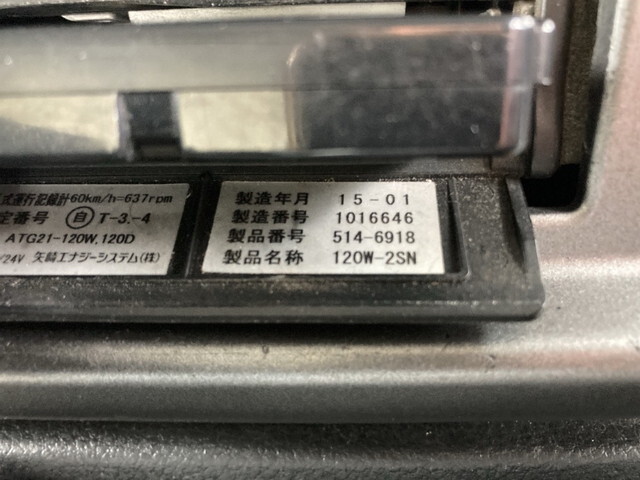 式運行記録計60km/h=637rpm
定番号 自 T-3.-4
ATG21-120W,120D
/24V 矢崎エナジーシステム(株)
製造年月 15-01
製造番号 1016646
製品番号 514-6918
製品名称 120W-2SN